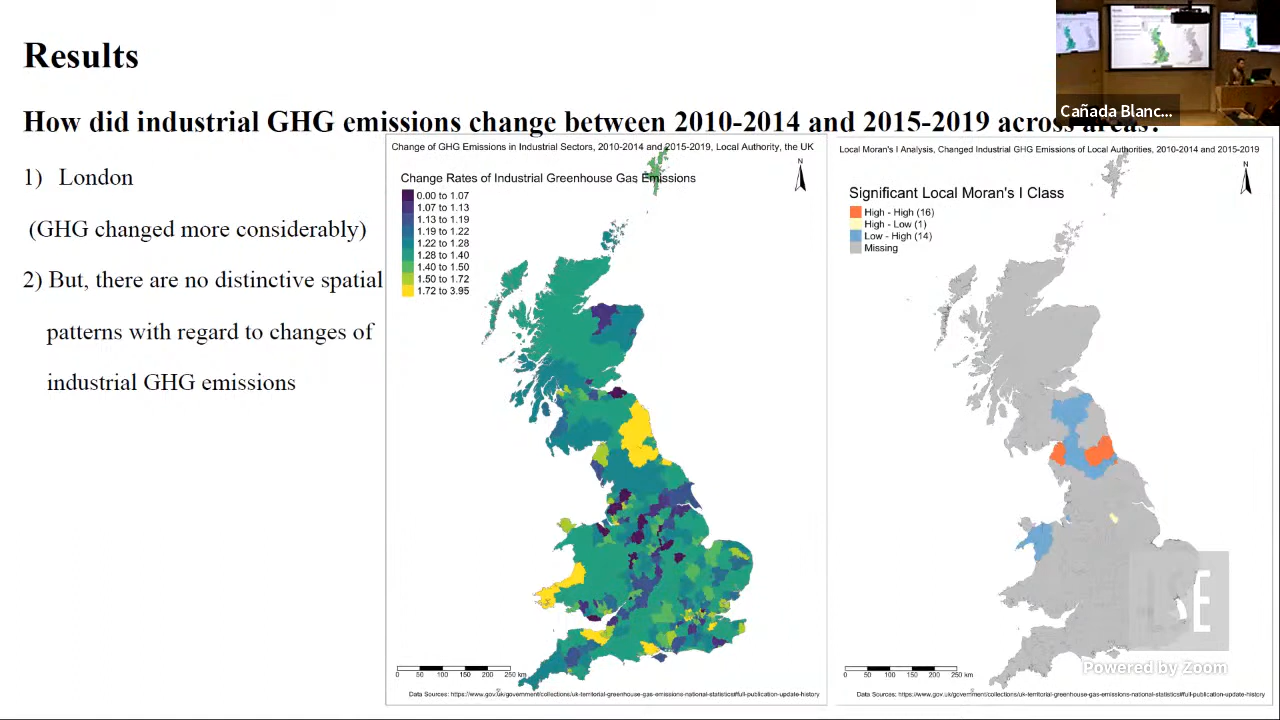 Results
How did industrial GHG emissions change between 2010-2014 and 2015-2019 across areas?
Cañada Blanc...
1) London
(GHG changed more considerably)
2) But, there are no distinctive spatial
patterns with regard to changes of
industrial GHG emissions
Change of GHG Emissions in Industrial Sectors, 2010-2014 and 2015-2019, Local Authority, the UK
N
Change Rates of Industrial Greenhouse Gas Emissions
0.00 to 1.07
1.07 to 1.13
1.13 to 1.19
1.19 to 1.22
1.22 to 1.28
1.28 to 1.40
1.40 to 1.50
1.50 to 1.72
1.72 to 3.95
0 50 100 150 200 250 km
Data Sources: https://www.gov.uk/government/collections/uk-territorial-greenhouse-gas-emissions-national-statistics#full-publication-update-history
Local Moran's I Analysis, Changed Industrial GHG Emissions of Local Authorities, 2010-2014 and 2015-2019
N
Significant Local Moran's I Class
High - High (16)
High - Low (1)
Low - High (14)
Missing
0 50 100 150 200 250 km
Data Sources: https://www.gov.uk/government/collections/uk-territorial-greenhouse-gas-emissions-national-statistics#full-publication-update-history
LSE
Powered by Zoom